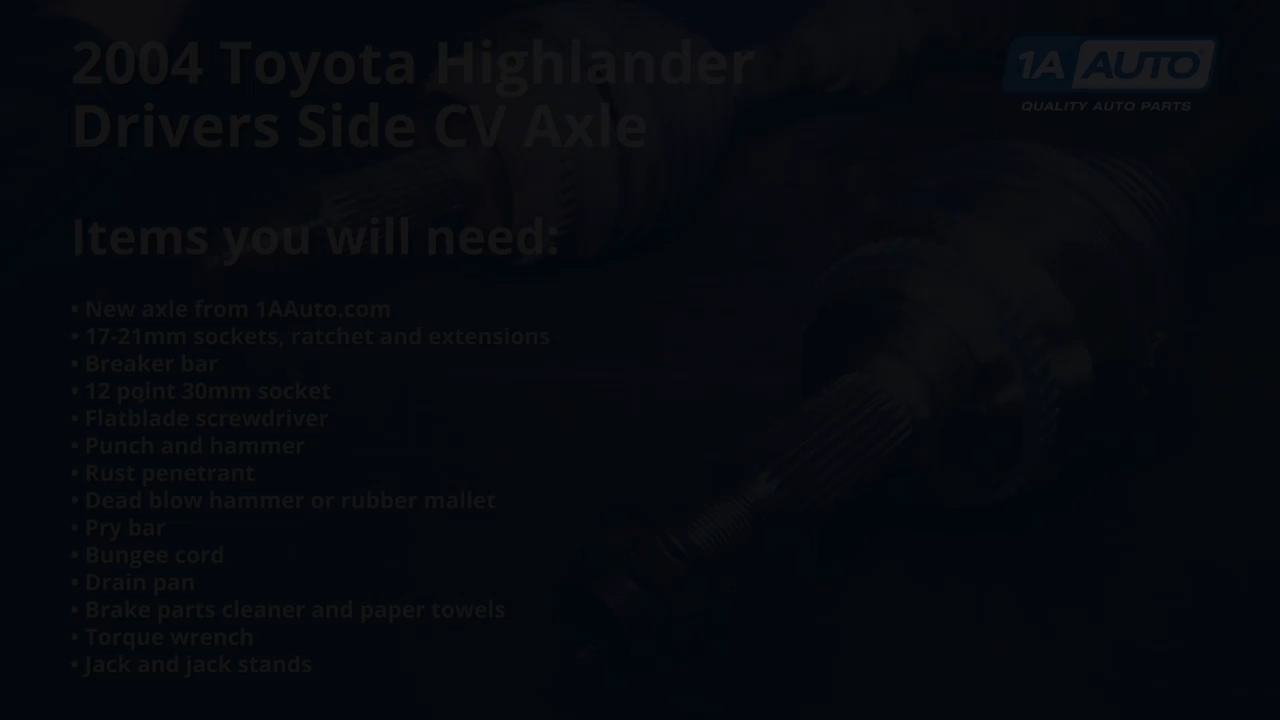 2004 Toyota Highlander
Drivers Side CV Axle
1A AUTO
QUALITY AUTO PARTS
Items you will need:
• New axle from 1AAuto.com
• 17-21mm sockets, ratchet and extensions
• Breaker bar
• 12 point 30mm socket
• Flatblade screwdriver
• Punch and hammer
• Rust penetrant
• Dead blow hammer or rubber mallet
• Pry bar
• Bungee cord
• Drain pan
• Brake parts cleaner and paper towels
• Torque wrench
• Jack and jack stands